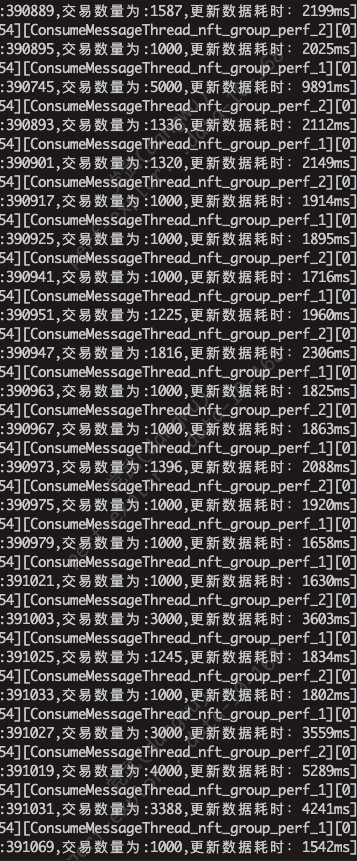 :390889,交易数量为:1587,更新数据耗时: 2199ms]
54][ConsumeMessageThread_nft_group_perf_2][0]
:390895,交易数量为:1000,更新数据耗时: 2025ms]
54][ConsumeMessageThread_nft_group_perf_1][0]
:390745,交易数量为:5000,更新数据耗时: 9891ms]
54][ConsumeMessageThread_nft_group_perf_2][0]
:390893,交易数量为:1336,更新数据耗时: 2112ms]
54][ConsumeMessageThread_nft_group_perf_1][0]
:390901,交易数量为:1320,更新数据耗时: 2149ms]
54][ConsumeMessageThread_nft_group_perf_2][0]
:390917,交易数量为:1000,更新数据耗时: 1914ms]
54][ConsumeMessageThread_nft_group_perf_2][0]
:390925,交易数量为:1000,更新数据耗时: 1895ms]
54][ConsumeMessageThread_nft_group_perf_2][0]
:390941,交易数量为:1000,更新数据耗时: 1716ms]
54][ConsumeMessageThread_nft_group_perf_1][0]
:390951,交易数量为:1225,更新数据耗时: 1960ms]
54][ConsumeMessageThread_nft_group_perf_2][0]
:390947,交易数量为:1816,更新数据耗时: 2306ms]
54][ConsumeMessageThread_nft_group_perf_1][0]
:390963,交易数量为:1000,更新数据耗时: 1825ms]
54][ConsumeMessageThread_nft_group_perf_2][0]
:390967,交易数量为:1000,更新数据耗时: 1863ms]
54][ConsumeMessageThread_nft_group_perf_1][0]
:390973,交易数量为:1396,更新数据耗时: 2088ms]
54][ConsumeMessageThread_nft_group_perf_2][0]
:390975,交易数量为:1000,更新数据耗时: 1920ms]
54][ConsumeMessageThread_nft_group_perf_1][0]
:390979,交易数量为:1000,更新数据耗时: 1658ms]
54][ConsumeMessageThread_nft_group_perf_1][0]
:391021,交易数量为:1000,更新数据耗时: 1630ms]
54][ConsumeMessageThread_nft_group_perf_2][0]
:391003,交易数量为:3000,更新数据耗时: 3603ms]
54][ConsumeMessageThread_nft_group_perf_1][0]
:391025,交易数量为:1245,更新数据耗时: 1834ms]
54][ConsumeMessageThread_nft_group_perf_2][0]
:391033,交易数量为:1000,更新数据耗时: 1802ms]
54][ConsumeMessageThread_nft_group_perf_1][0]
:391027,交易数量为:3000,更新数据耗时: 3559ms]
54][ConsumeMessageThread_nft_group_perf_2][0]
:391019,交易数量为:4000,更新数据耗时: 5289ms]
54][ConsumeMessageThread_nft_group_perf_1][0]
:391031,交易数量为:3388,更新数据耗时: 4241ms]
54][ConsumeMessageThread_nft_group_perf_1][0]
:391069,交易数量为:1000,更新数据耗时: 1542ms]